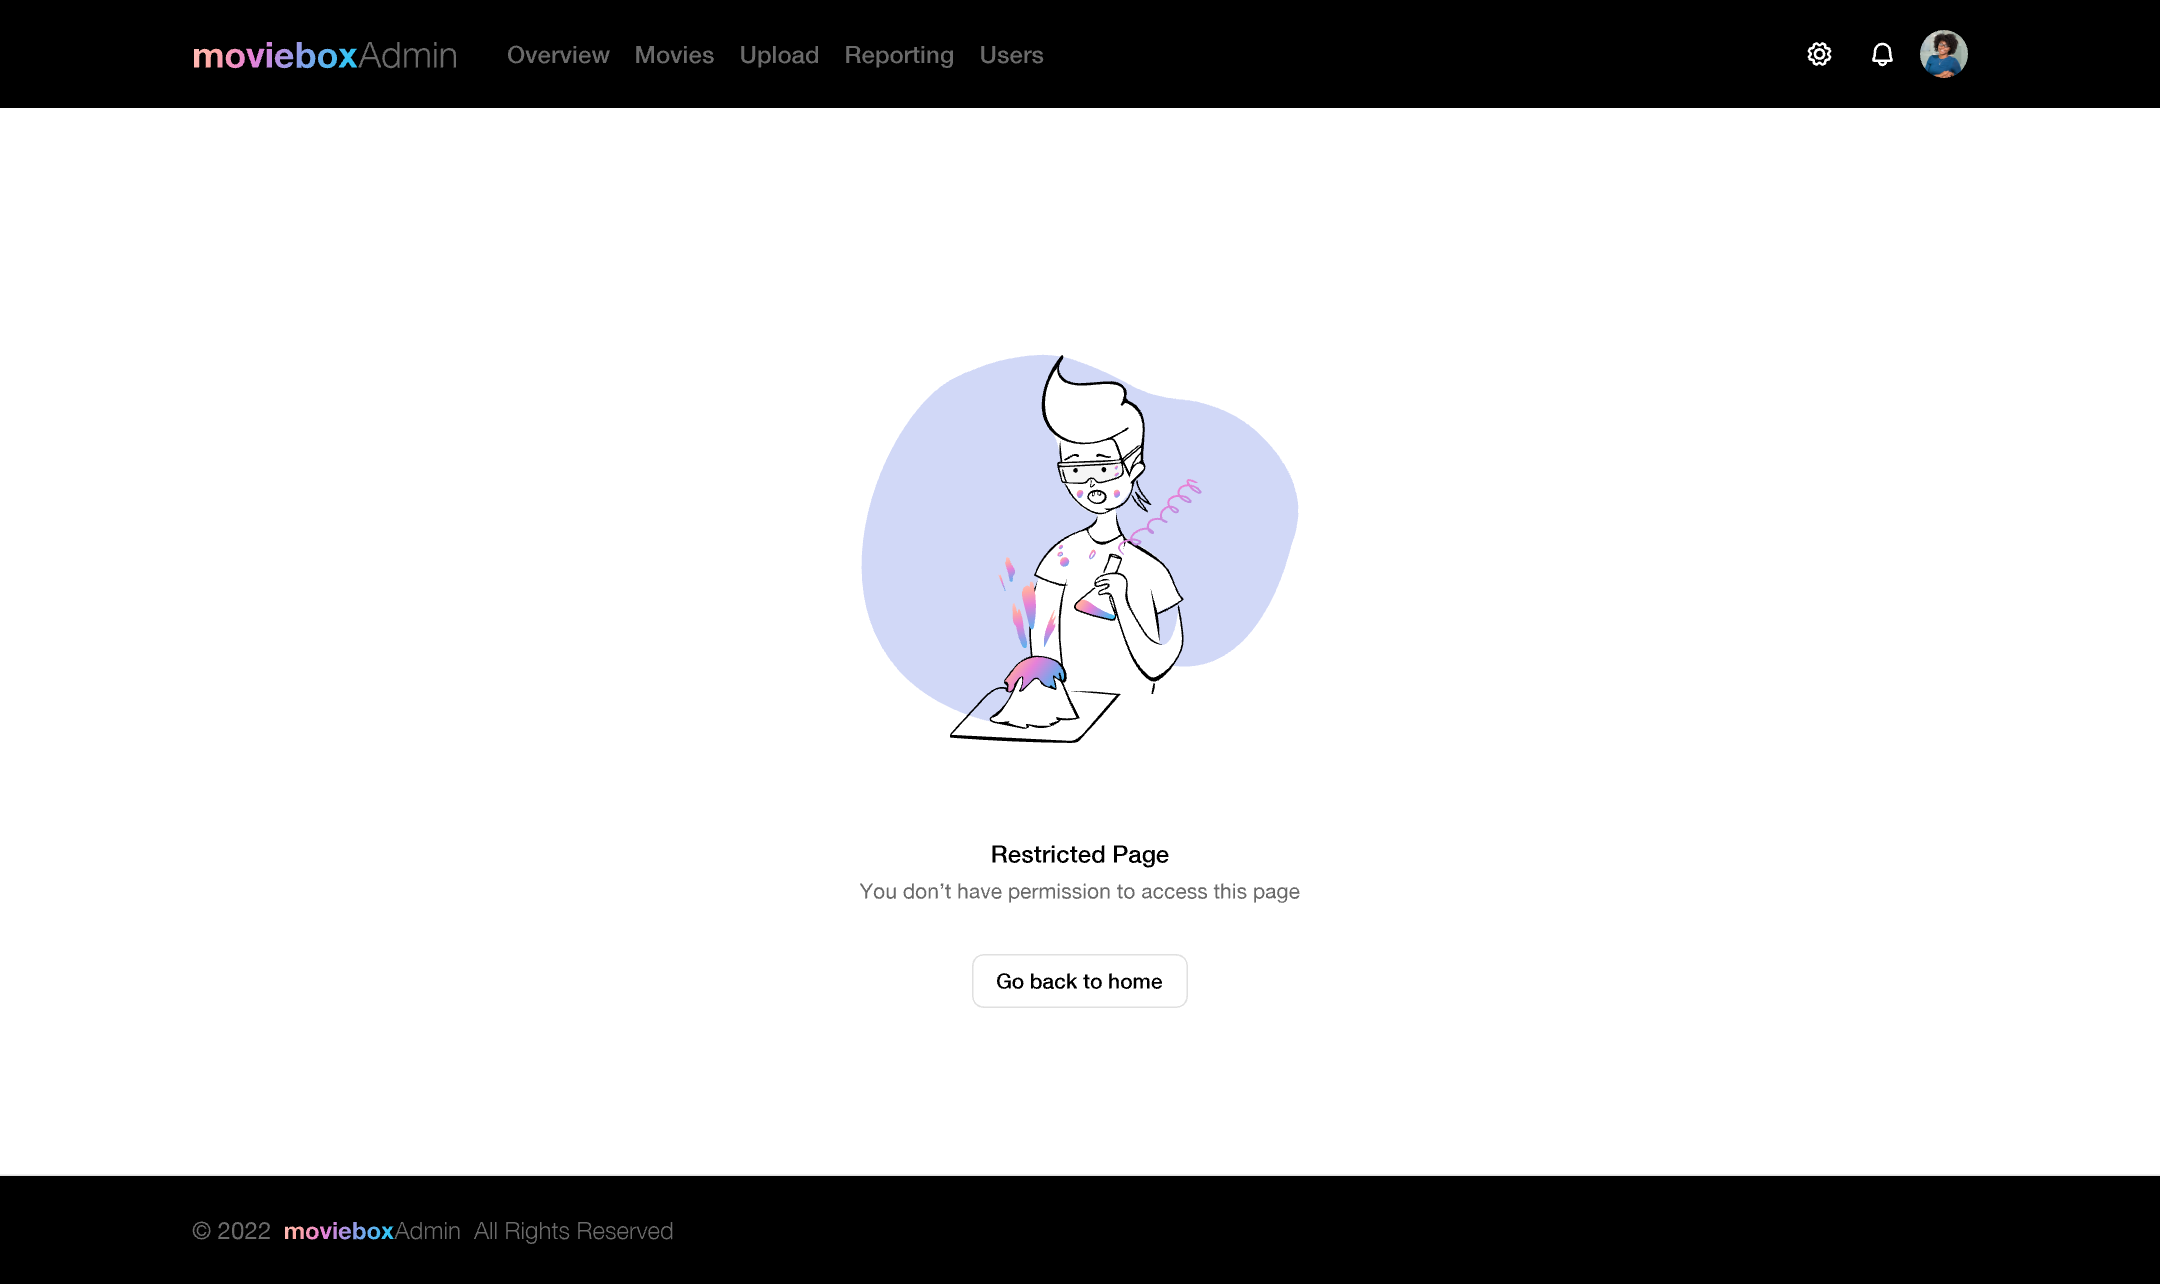 movieboxAdmin Overview Movies Upload Reporting Users
Restricted Page
You don’t have permission to access this page
Go back to home
© 2022 movieboxAdmin All Rights Reserved